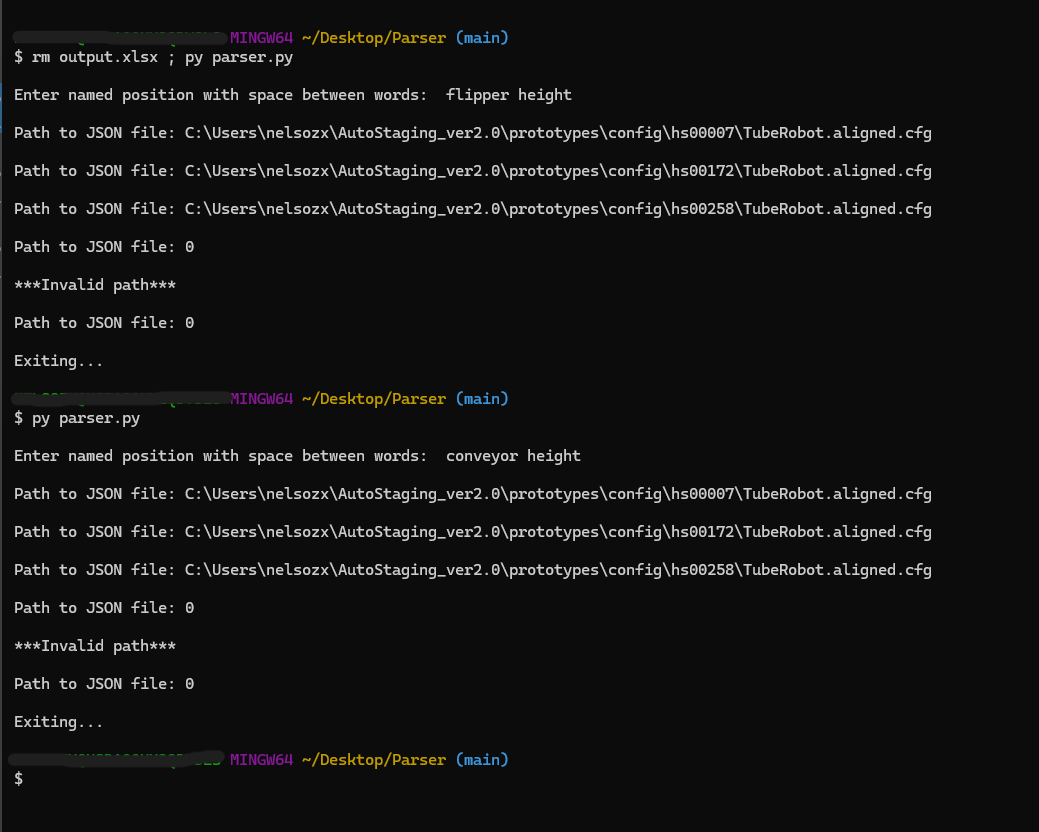 MINGW64 ~/Desktop/Parser (main)
$ rm output.xlsx ; py parser.py
Enter named position with space between words:  flipper height
Path to JSON file: C:\Users\nelsozx\AutoStaging_ver2.0\prototypes\config\hs00007\TubeRobot.aligned.cfg
Path to JSON file: C:\Users\nelsozx\AutoStaging_ver2.0\prototypes\config\hs00172\TubeRobot.aligned.cfg
Path to JSON file: C:\Users\nelsozx\AutoStaging_ver2.0\prototypes\config\hs00258\TubeRobot.aligned.cfg
Path to JSON file: 0
***Invalid path***
Path to JSON file: 0
Exiting...
MINGW64 ~/Desktop/Parser (main)
$ py parser.py
Enter named position with space between words:  conveyor height
Path to JSON file: C:\Users\nelsozx\AutoStaging_ver2.0\prototypes\config\hs00007\TubeRobot.aligned.cfg
Path to JSON file: C:\Users\nelsozx\AutoStaging_ver2.0\prototypes\config\hs00172\TubeRobot.aligned.cfg
Path to JSON file: C:\Users\nelsozx\AutoStaging_ver2.0\prototypes\config\hs00258\TubeRobot.aligned.cfg
Path to JSON file: 0
***Invalid path***
Path to JSON file: 0
Exiting...
MINGW64 ~/Desktop/Parser (main)
$